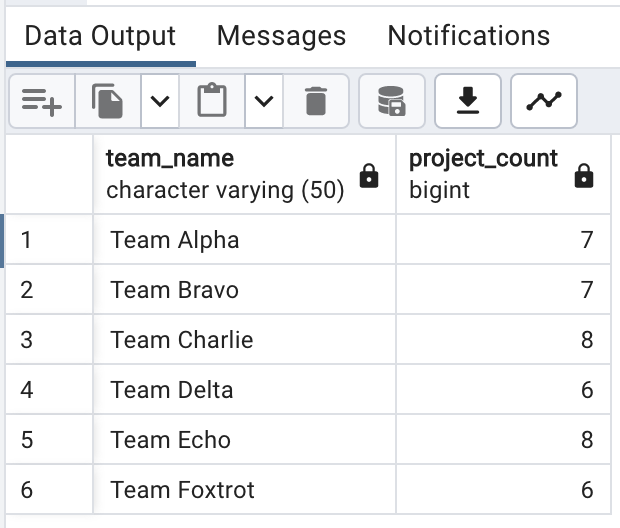 Data Output Messages Notifications
team_name project_count
character varying (50) bigint
1 Team Alpha 7
2 Team Bravo 7
3 Team Charlie 8
4 Team Delta 6
5 Team Echo 8
6 Team Foxtrot 6